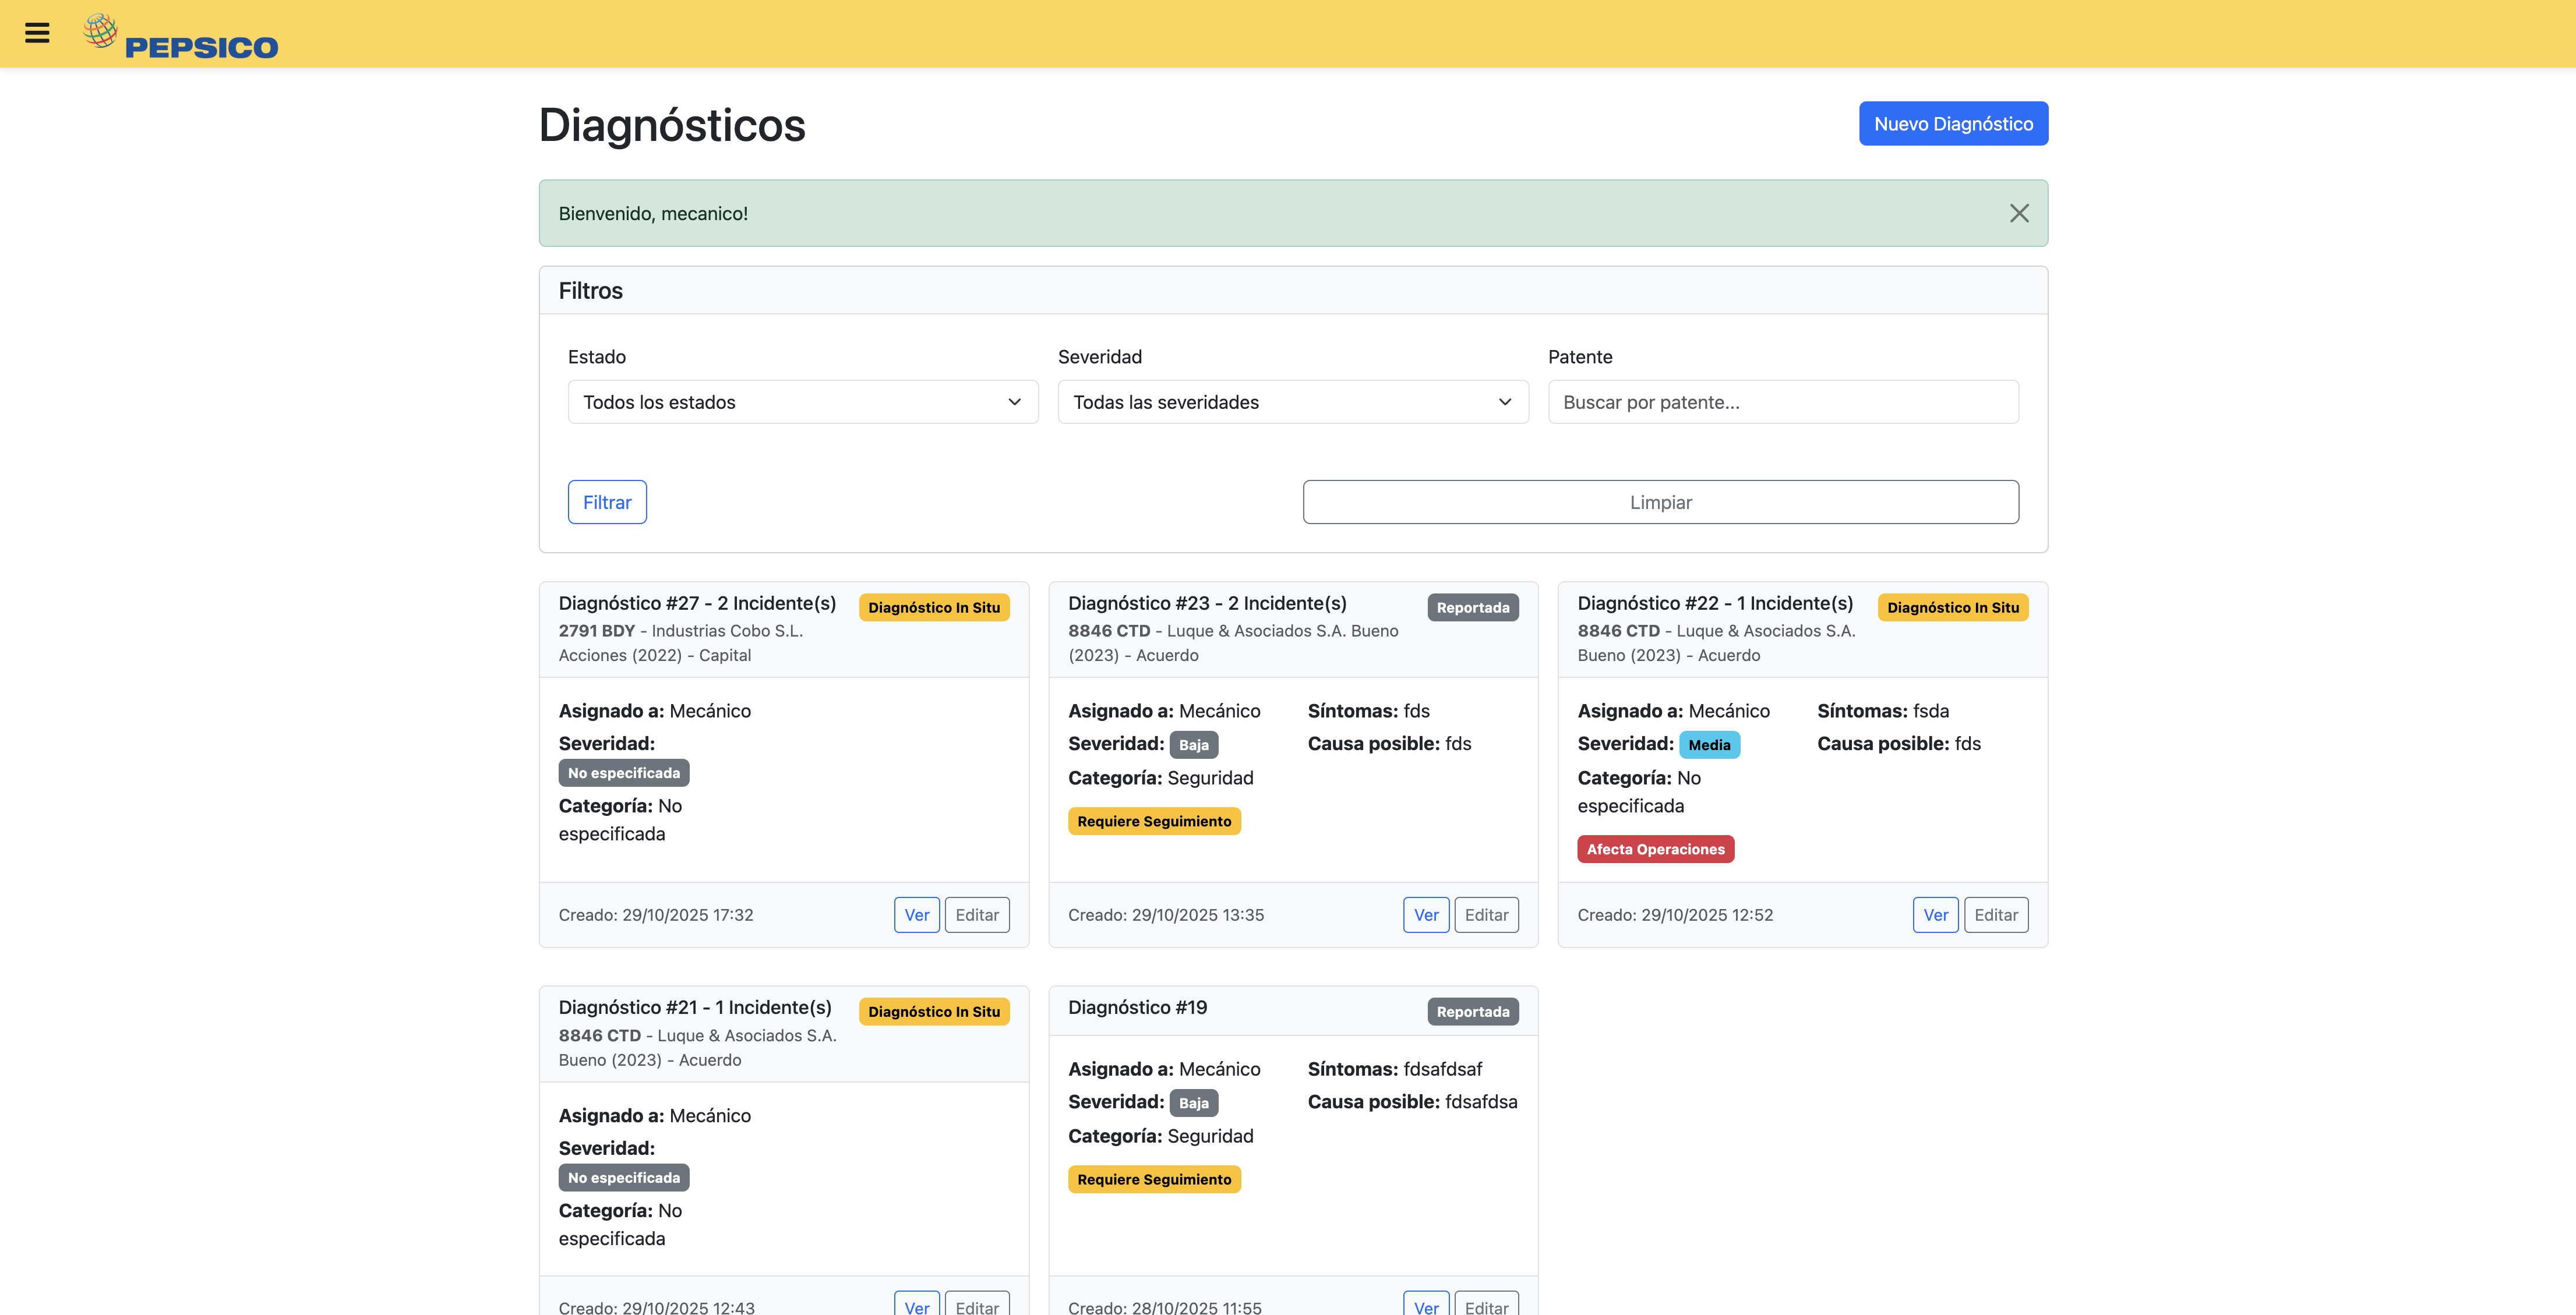 PEPSICO
Diagnósticos
Nuevo Diagnóstico
Bienvenido, mecanico!
Filtros
Estado
Severidad
Patente
Todos los estados
Todas las severidades
Buscar por patente...
Filtrar
Limpiar
Diagnóstico #27 - 2 Incidente(s)
Diagnóstico In Situ
2791 BDY - Industrias Cobo S.L.
Acciones (2022) - Capital
Asignado a: Mecánico
Severidad:
No especificada
Categoría: No
especificada
Creado: 29/10/2025 17:32
Ver
Editar
Diagnóstico #23 - 2 Incidente(s)
Reportada
8846 CTD - Luque & Asociados S.A. Bueno
(2023) - Acuerdo
Asignado a: Mecánico
Severidad: Baja
Categoría: Seguridad
Síntomas: fds
Causa posible: fds
Requiere Seguimiento
Creado: 29/10/2025 13:35
Ver
Editar
Diagnóstico #22 - 1 Incidente(s)
Diagnóstico In Situ
8846 CTD - Luque & Asociados S.A.
Bueno (2023) - Acuerdo
Asignado a: Mecánico
Severidad: Media
Categoría: No
especificada
Síntomas: fsda
Causa posible: fds
Afecta Operaciones
Creado: 29/10/2025 12:52
Ver
Editar
Diagnóstico #21 - 1 Incidente(s)
Diagnóstico In Situ
8846 CTD - Luque & Asociados S.A.
Bueno (2023) - Acuerdo
Asignado a: Mecánico
Severidad:
No especificada
Categoría: No
especificada
Creado: 29/10/2025 12:43
Ver
Editar
Diagnóstico #19
Reportada
Asignado a: Mecánico
Severidad: Baja
Categoría: Seguridad
Síntomas: fdsafdsaf
Causa posible: fdsafdsa
Requiere Seguimiento
Creado: 28/10/2025 11:55
Ver
Editar